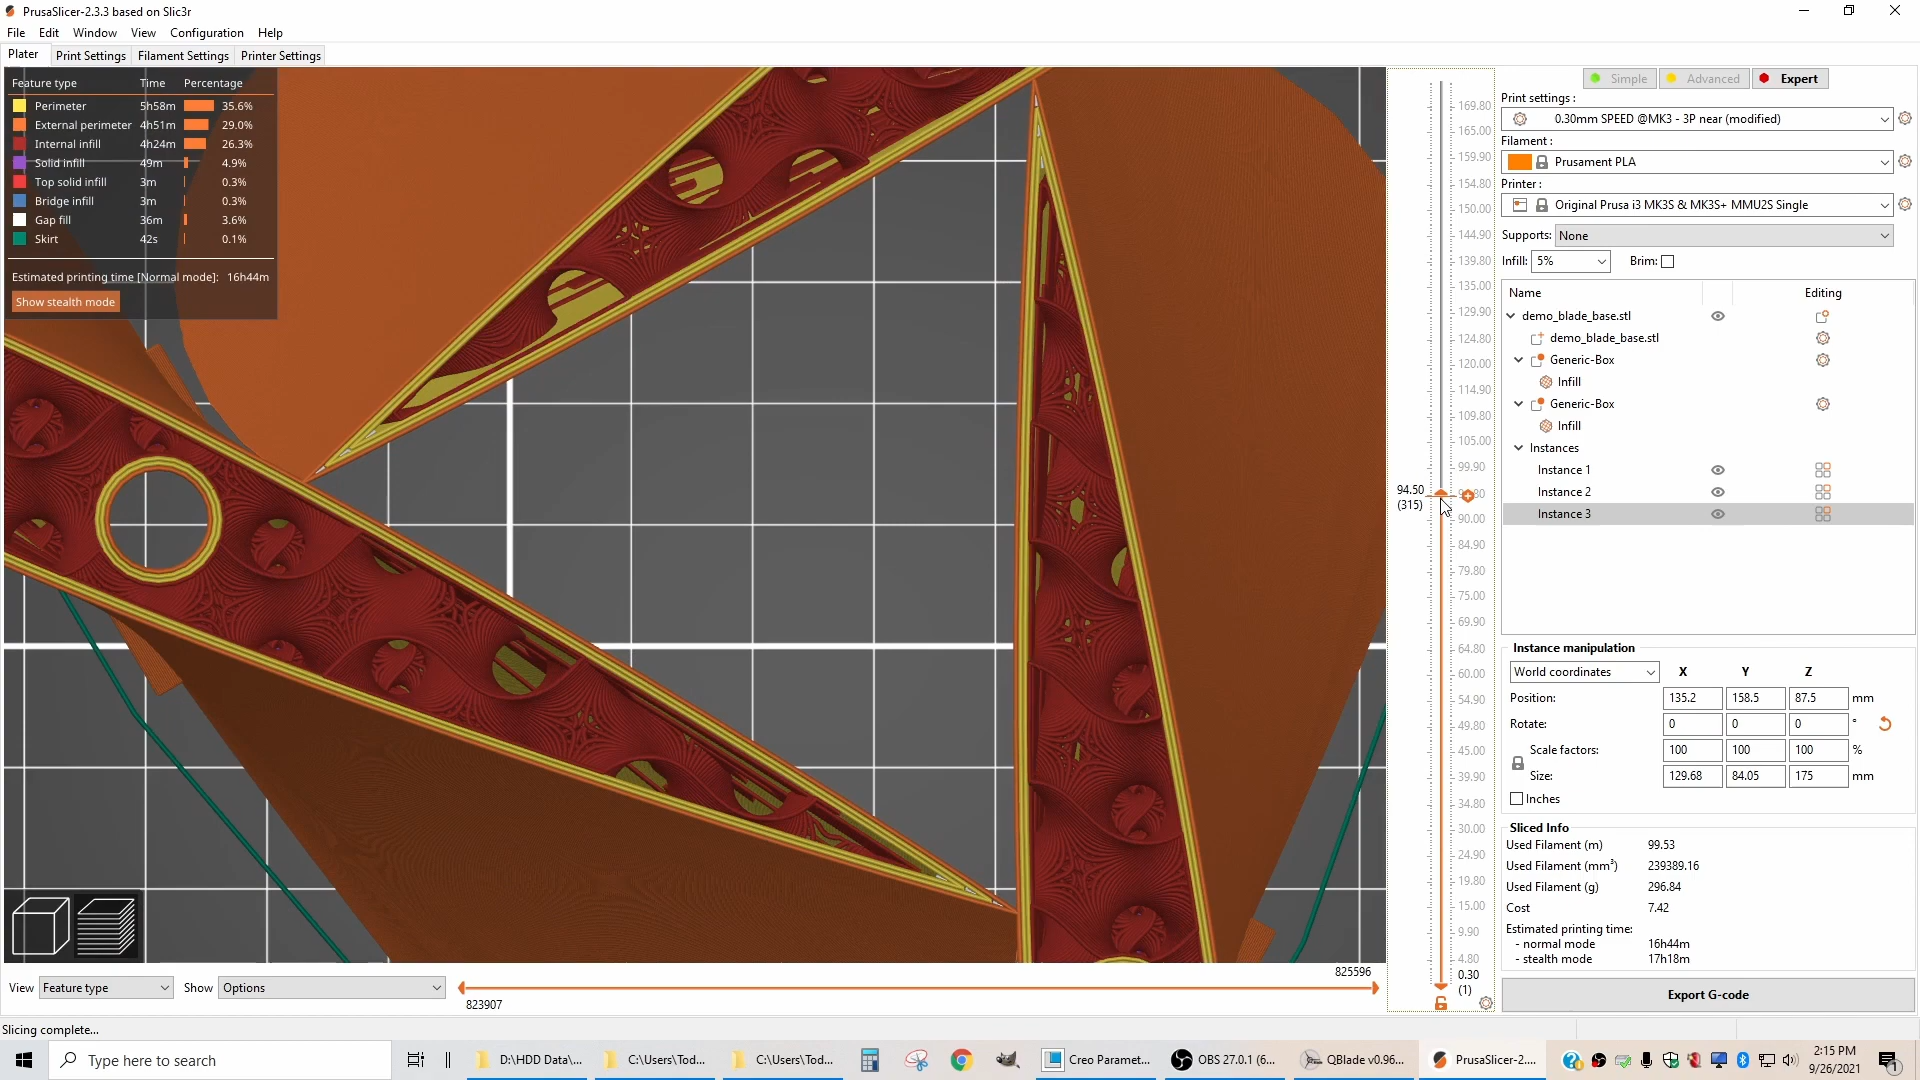 PrusaSlicer-2.3.3 based on Slic3r
File Edit Window View Configuration Help
Plater Print Settings Filament Settings Printer Settings
Feature type Time Percentage
Perimeter 5h58m 35.6%
External perimeter 4h51m 29.0%
Internal infill 4h24m 26.3%
Solid infill 49m 4.9%
Top solid infill 3m 0.3%
Bridge infill 3m 0.3%
Gap fill 36m 3.6%
Skirt 42s 0.1%
Estimated printing time [Normal mode]: 16h44m
Show stealth mode
169.80
165.00
159.90
154.80
150.00
144.90
139.80
135.00
129.90
124.80
120.00
114.90
109.80
105.00
99.90
94.50
(315)
90.00
84.90
79.80
75.00
69.90
64.80
60.00
54.90
49.80
45.00
39.90
34.80
30.00
24.90
19.80
15.00
9.90
4.80
0.30
(1)
Simple Advanced Expert
Print settings :
0.30mm SPEED @MK3 - 3P near (modified)
Filament :
Prusament PLA
Printer :
Original Prusa i3 MK3S & MK3S+ MMU2S Single
Supports: None
Infill: 5% Brim:
Name Editing
demo_blade_base.stl
demo_blade_base.stl
Generic-Box
Infill
Generic-Box
Infill
Instances
Instance 1
Instance 2
Instance 3
Instance manipulation
World coordinates X Y Z
Position: 135.2 158.5 87.5 mm
Rotate: 0 0 0 °
Scale factors: 100 100 100 %
Size: 129.68 84.05 175 mm
Inches
Sliced Info
Used Filament (m) 99.53
Used Filament (mm³) 239389.16
Used Filament (g) 296.84
Cost 7.42
Estimated printing time:
- normal mode 16h44m
- stealth mode 17h18m
Export G-code
825596
View Feature type Show Options
823907
Slicing complete...
Type here to search
D:\HDD Data\... C:\Users\Tod... C:\Users\Tod... Creo Paramet... OBS 27.0.1 (6... QBlade v0.96... PrusaSlicer-2....
2:15 PM
9/26/2021
1